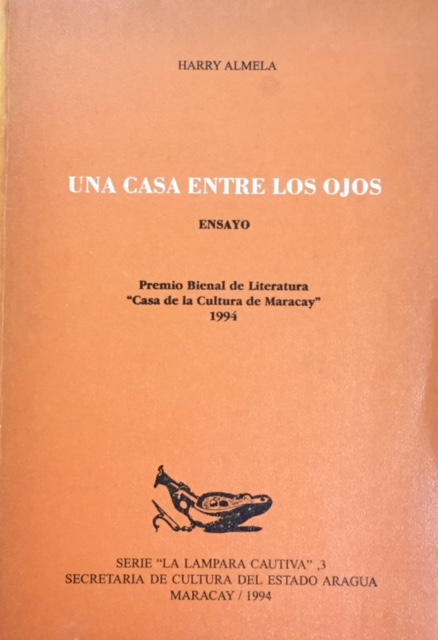 HARRY ALMELA
UNA CASA ENTRE LOS OJOS
ENSAYO
Premio Bienal de Literatura
"Casa de la Cultura de Maracay"
1994
SERIE "LA LAMPARA CAUTIVA" ,3
SECRETARIA DE CULTURA DEL ESTADO ARAGUA
MARACAY / 1994